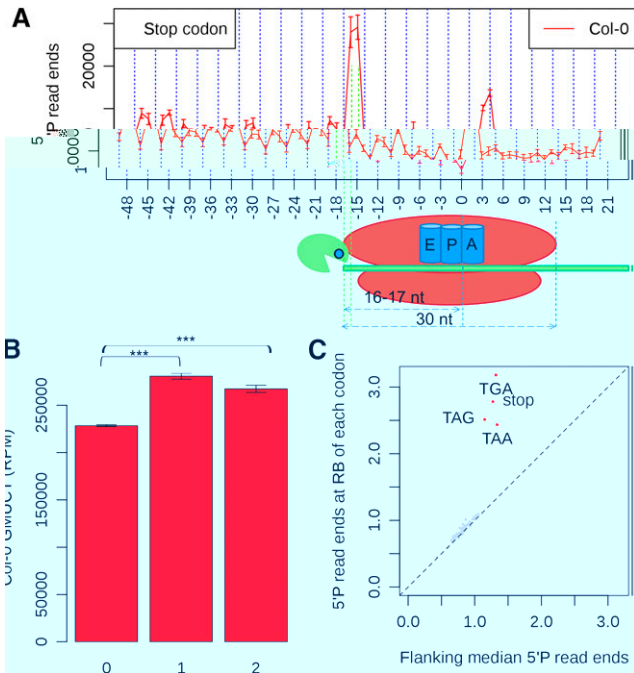 A
Stop codon
Col-0
5'P read ends
20000
-48 -45 -42 -39 -36 -33 -30 -27 -24 -21 -18 -15 -12 -9 -6 -3 0 3 6 9 12 15 18 21
E P A
16-17 nt
30 nt
B
***
***
Col-0 GMUCT (RPM)
0
50000
150000
250000
0 1 2
C
5'P read ends at RB of each codon
3.0
2.0
1.0
0.0
TGA
stop
TAG
TAA
0.0 1.0 2.0 3.0
Flanking median 5'P read ends